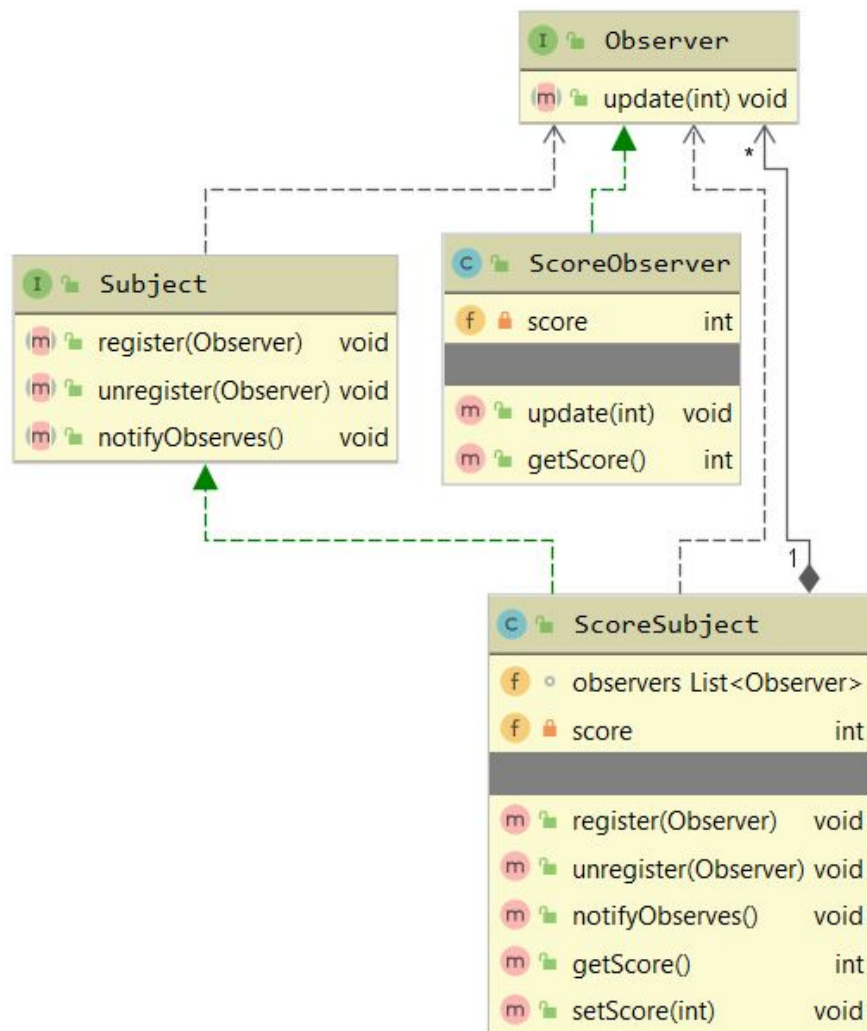 I Observer
m update(int) void
*
I Subject
m register(Observer) void
m unregister(Observer) void
m notifyObserves() void
C ScoreObserver
f score int
m update(int) void
m getScore() int
1
C ScoreSubject
f observers List<Observer>
f score int
m register(Observer) void
m unregister(Observer) void
m notifyObserves() void
m getScore() int
m setScore(int) void